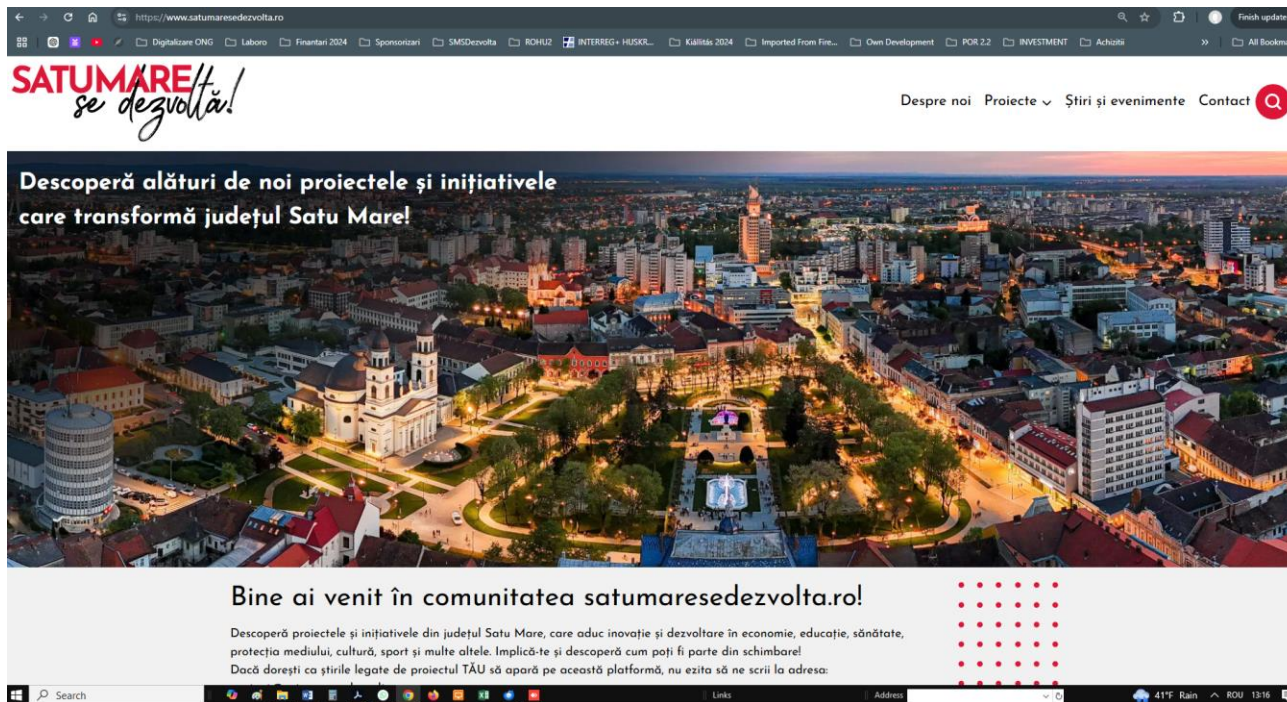 https://www.satumaresedezvolta.ro
Finish update
Digitalizare ONG
Laboro
Finantari 2024
Sponsorizari
SMSDezvolta
ROHU2
INTERREG+ HUSKR...
Kiállítás 2024
Imported From Fire...
Own Development
POR 2.2
INVESTMENT
Achizitii
»
All Bookma
SATUMARE
se dezvoltă!
Despre noi
Proiecte
Știri și evenimente
Contact
Descoperă alături de noi proiectele și inițiativele
care transformă județul Satu Mare!
Bine ai venit în comunitatea satumaresedezvolta.ro!
Descoperă proiectele și inițiativele din județul Satu Mare, care aduc inovație și dezvoltare în economie, educație, sănătate,
protecția mediului, cultură, sport și multe altele. Implică-te și descoperă cum poți fi parte din schimbare!
Dacă dorești ca știrile legate de proiectul TĂU să apară pe această platformă, nu ezita să ne scrii la adresa:
Search
Links
Address
41°F Rain
ROU
13:16